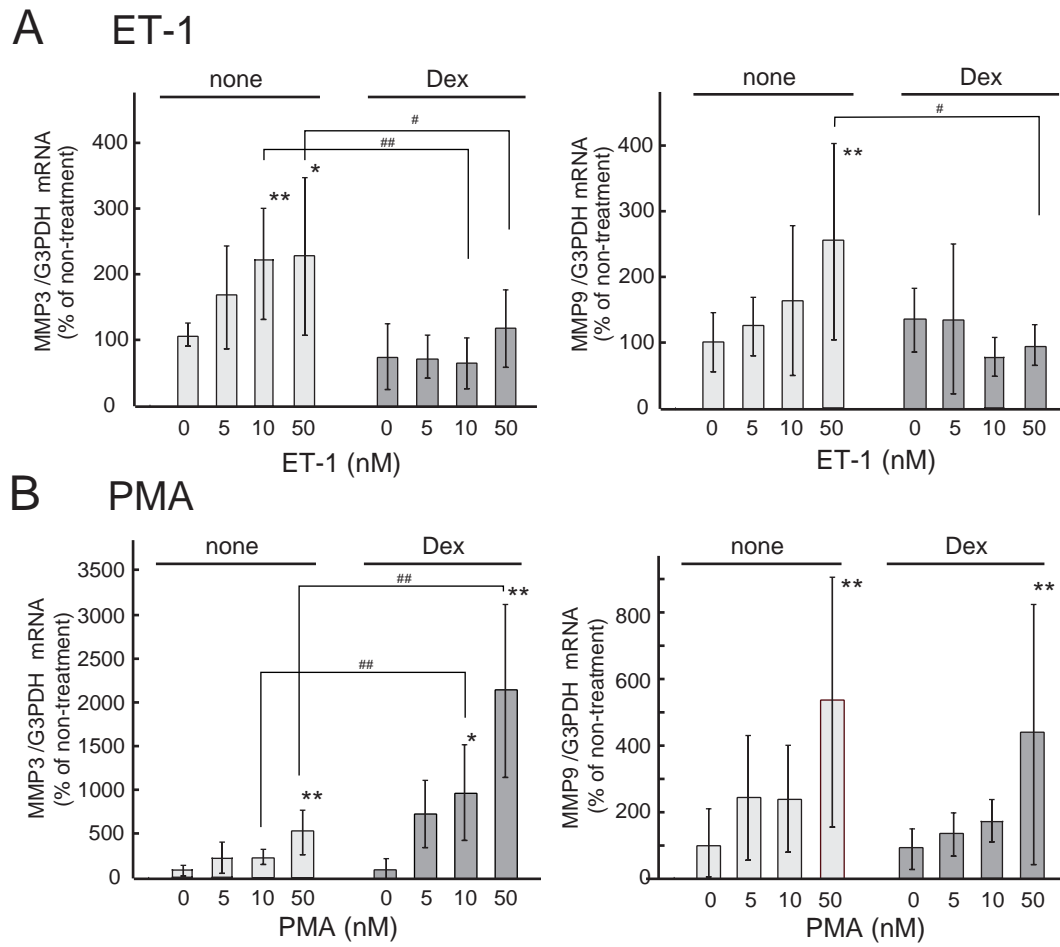 A ET-1
none Dex
MMP3 /G3PDH mRNA
(% of non-treatment)
400
300
200
100
0
#
##
**
*
0 5 10 50 0 5 10 50
ET-1 (nM)
none Dex
MMP9 /G3PDH mRNA
(% of non-treatment)
400
300
200
100
0
#
**
0 5 10 50 0 5 10 50
ET-1 (nM)
B PMA
none Dex
MMP3 /G3PDH mRNA
(% of non-treatment)
3500
3000
2500
2000
1500
1000
500
0
##
**
##
*
**
0 5 10 50 0 5 10 50
PMA (nM)
none Dex
MMP9 /G3PDH mRNA
(% of non-treatment)
800
600
400
200
0
** **
0 5 10 50 0 5 10 50
PMA (nM)